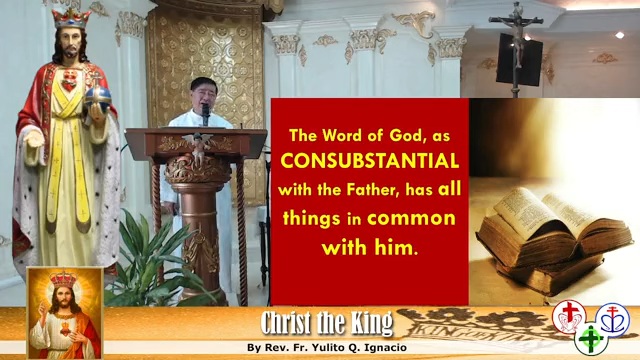 The Word of God, as
CONSUBSTANTIAL
with the Father, has all
things in common
with him.
Christ the King
By Rev. Fr. Yulito Q. Ignacio